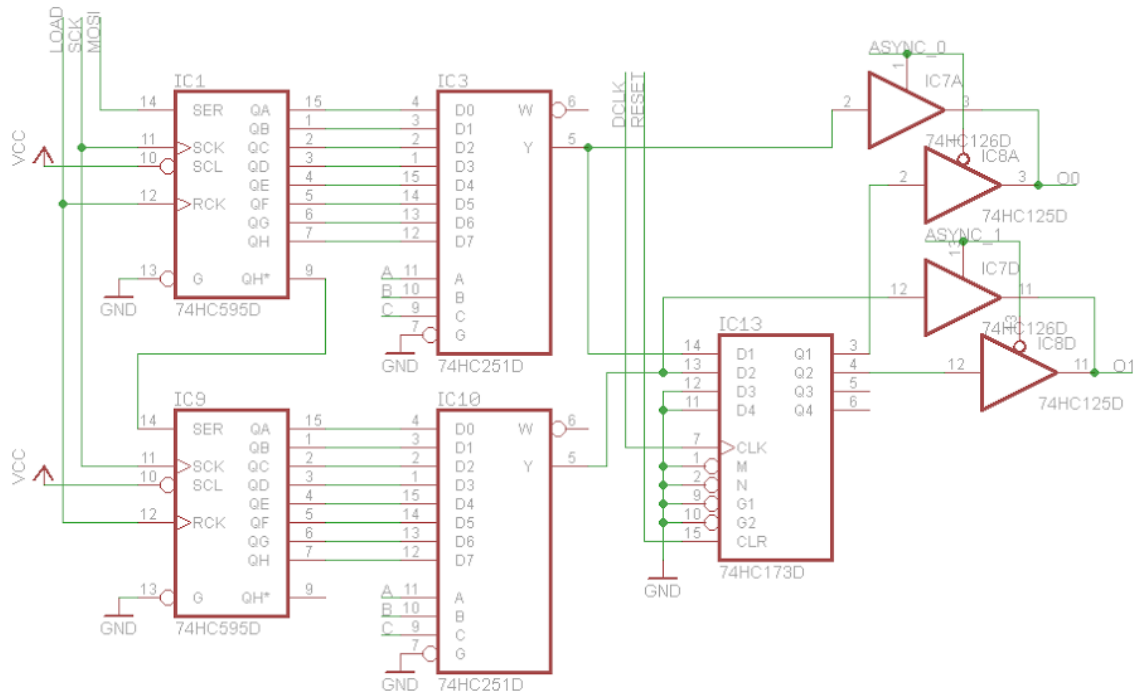 LOAD
SCK
MOSI
IC1
14 SER QA 15
QB 1
11 SCK QC 2
10 SCL QD 3
QE 4
12 RCK QF 5
QG 6
QH 7
13 G QH* 9
74HC595D
VCC
GND
IC3
4 D0 W 6
3 D1
2 D2 Y 5
1 D3
15 D4
14 D5
13 D6
12 D7
A 11 A
B 10 B
C 9 C
7 G
GND
74HC251D
DCLK
RESET
ASYNC_0
1
IC7A
2 3
74HC126D
1
IC8A
2 3 O0
74HC125D
ASYNC_1
13
IC7D
12 11
74HC126D
13
IC8D
12 11 O1
74HC125D
IC13
14 D1 Q1 3
13 D2 Q2 4
12 D3 Q3 5
11 D4 Q4 6
7 CLK
1 M
2 N
9 G1
10 G2
15 CLR
GND
74HC173D
IC9
14 SER QA 15
QB 1
11 SCK QC 2
10 SCL QD 3
QE 4
12 RCK QF 5
QG 6
QH 7
13 G QH* 9
74HC595D
VCC
GND
IC10
4 D0 W 6
3 D1
2 D2 Y 5
1 D3
15 D4
14 D5
13 D6
12 D7
A 11 A
B 10 B
C 9 C
7 G
GND
74HC251D